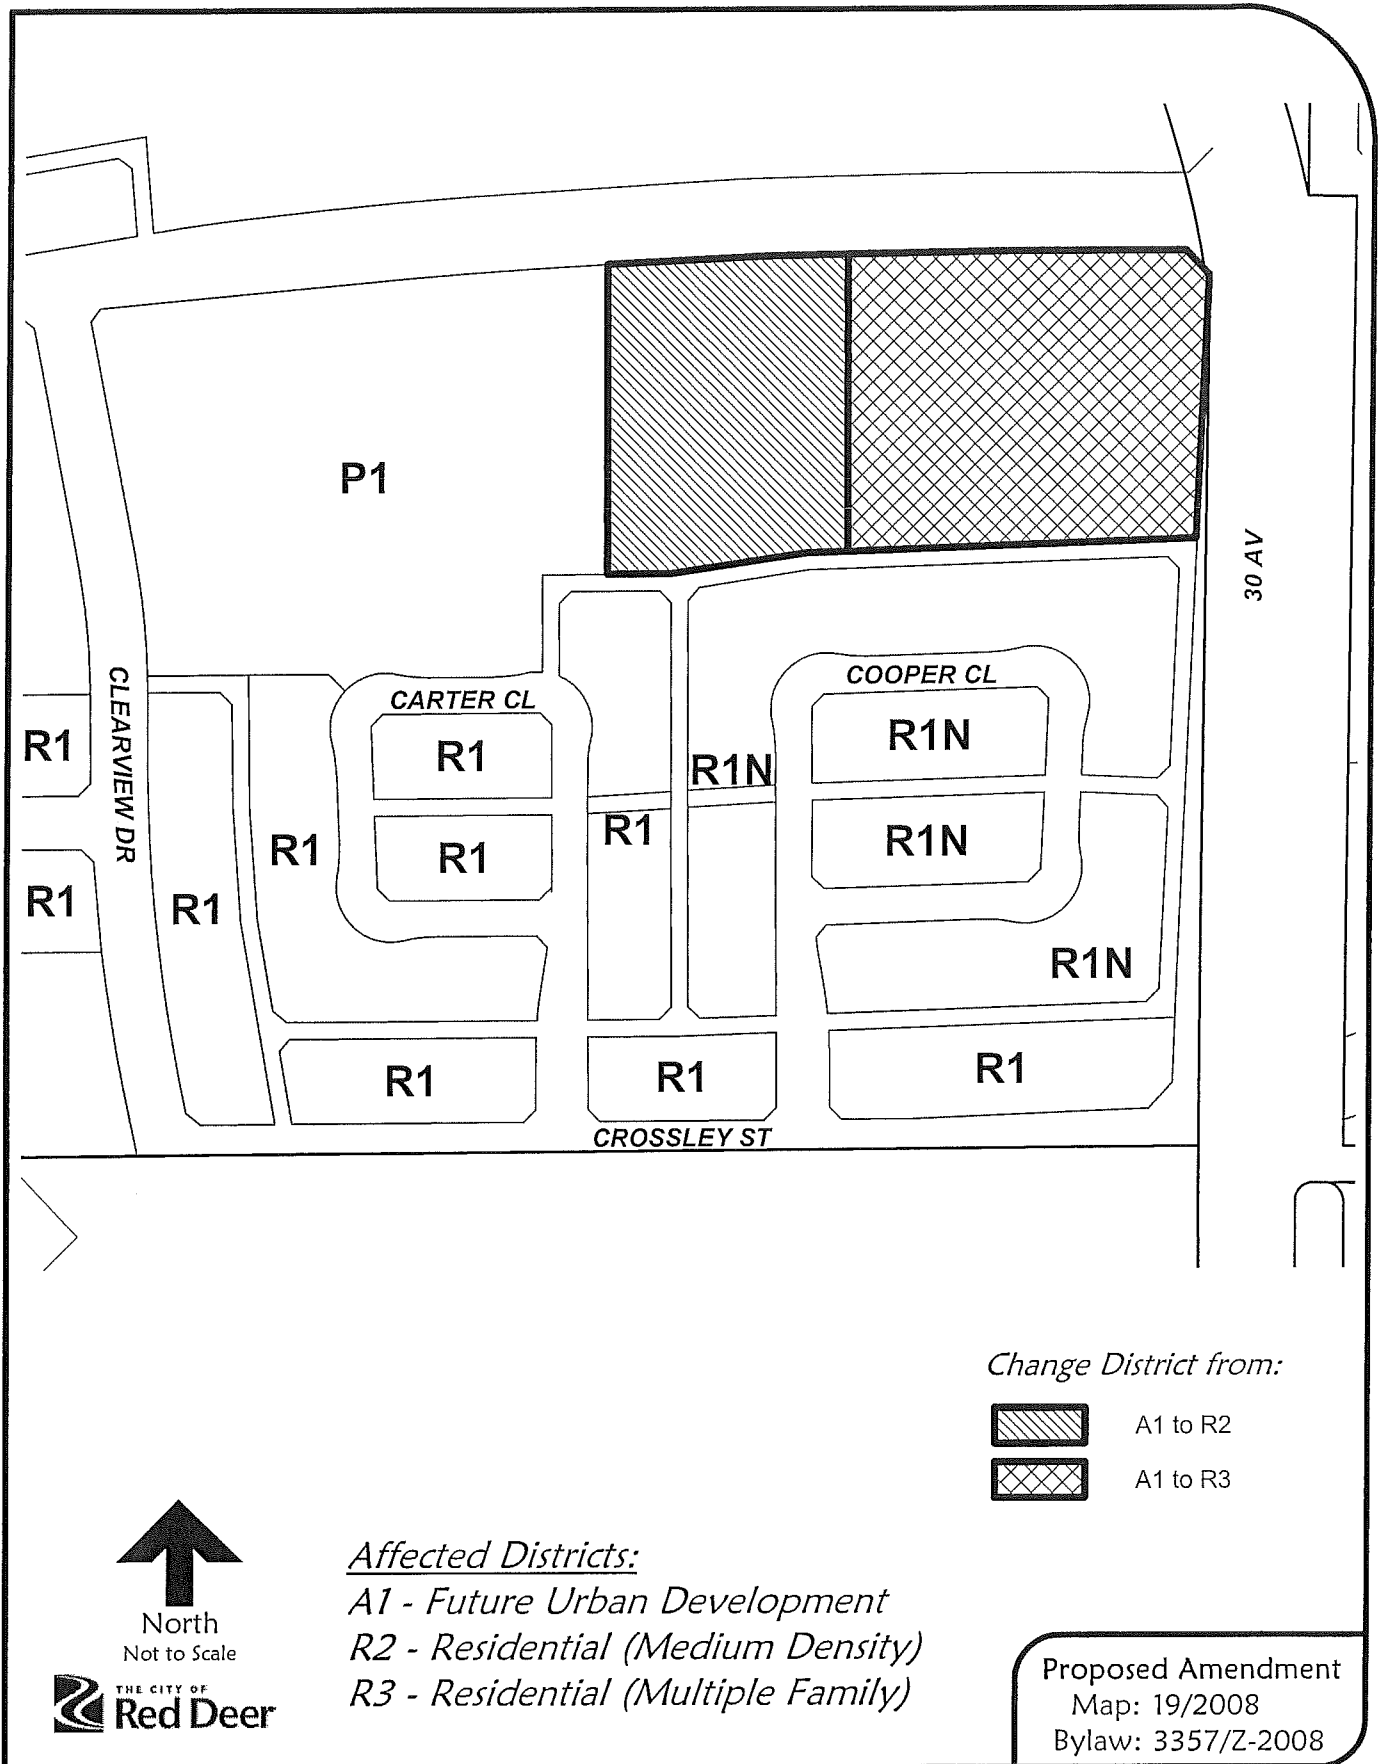 P1
30 AV
CLEARVIEW DR
CARTER CL
COOPER CL
R1
R1
R1N
R1N
R1
R1
R1
R1
R1N
R1
R1
R1N
R1
R1
R1
CROSSLEY ST
Change District from:
A1 to R2
A1 to R3
North
Not to Scale
THE CITY OF
Red Deer
Affected Districts:
A1 - Future Urban Development
R2 - Residential (Medium Density)
R3 - Residential (Multiple Family)
Proposed Amendment
Map: 19/2008
Bylaw: 3357/Z-2008